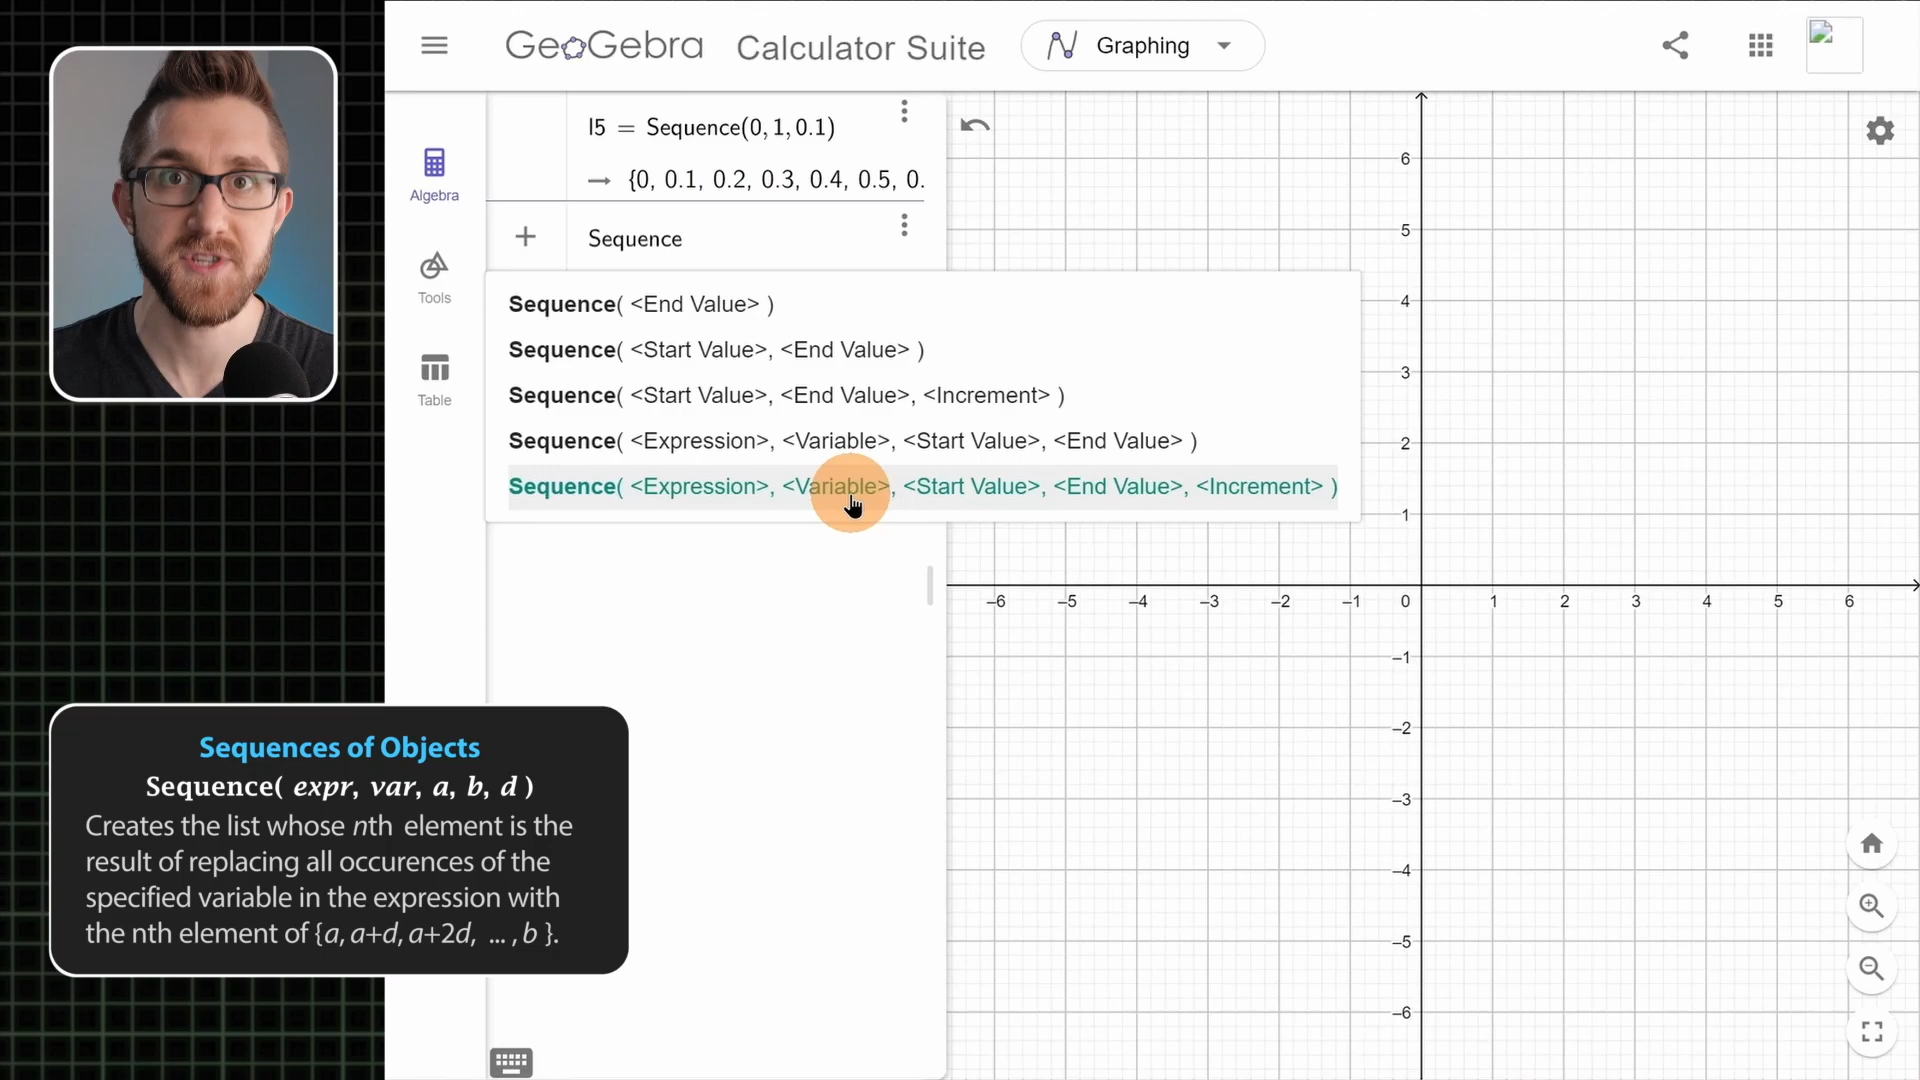 GeoGebra Calculator Suite Graphing
l5 = Sequence(0, 1, 0.1)
→ {0, 0.1, 0.2, 0.3, 0.4, 0.5, 0.
Algebra
+ Sequence
Tools
Table
Sequence( <End Value> )
Sequence( <Start Value>, <End Value> )
Sequence( <Start Value>, <End Value>, <Increment> )
Sequence( <Expression>, <Variable>, <Start Value>, <End Value> )
Sequence( <Expression>, <Variable>, <Start Value>, <End Value>, <Increment> )
6
5
4
3
2
1
–6 –5 –4 –3 –2 –1 0 1 2 3 4 5 6
–1
–2
–3
–4
–5
–6
Sequences of Objects
Sequence( expr, var, a, b, d )
Creates the list whose nth element is the
result of replacing all occurences of the
specified variable in the expression with
the nth element of {a, a+d, a+2d, ... , b }.